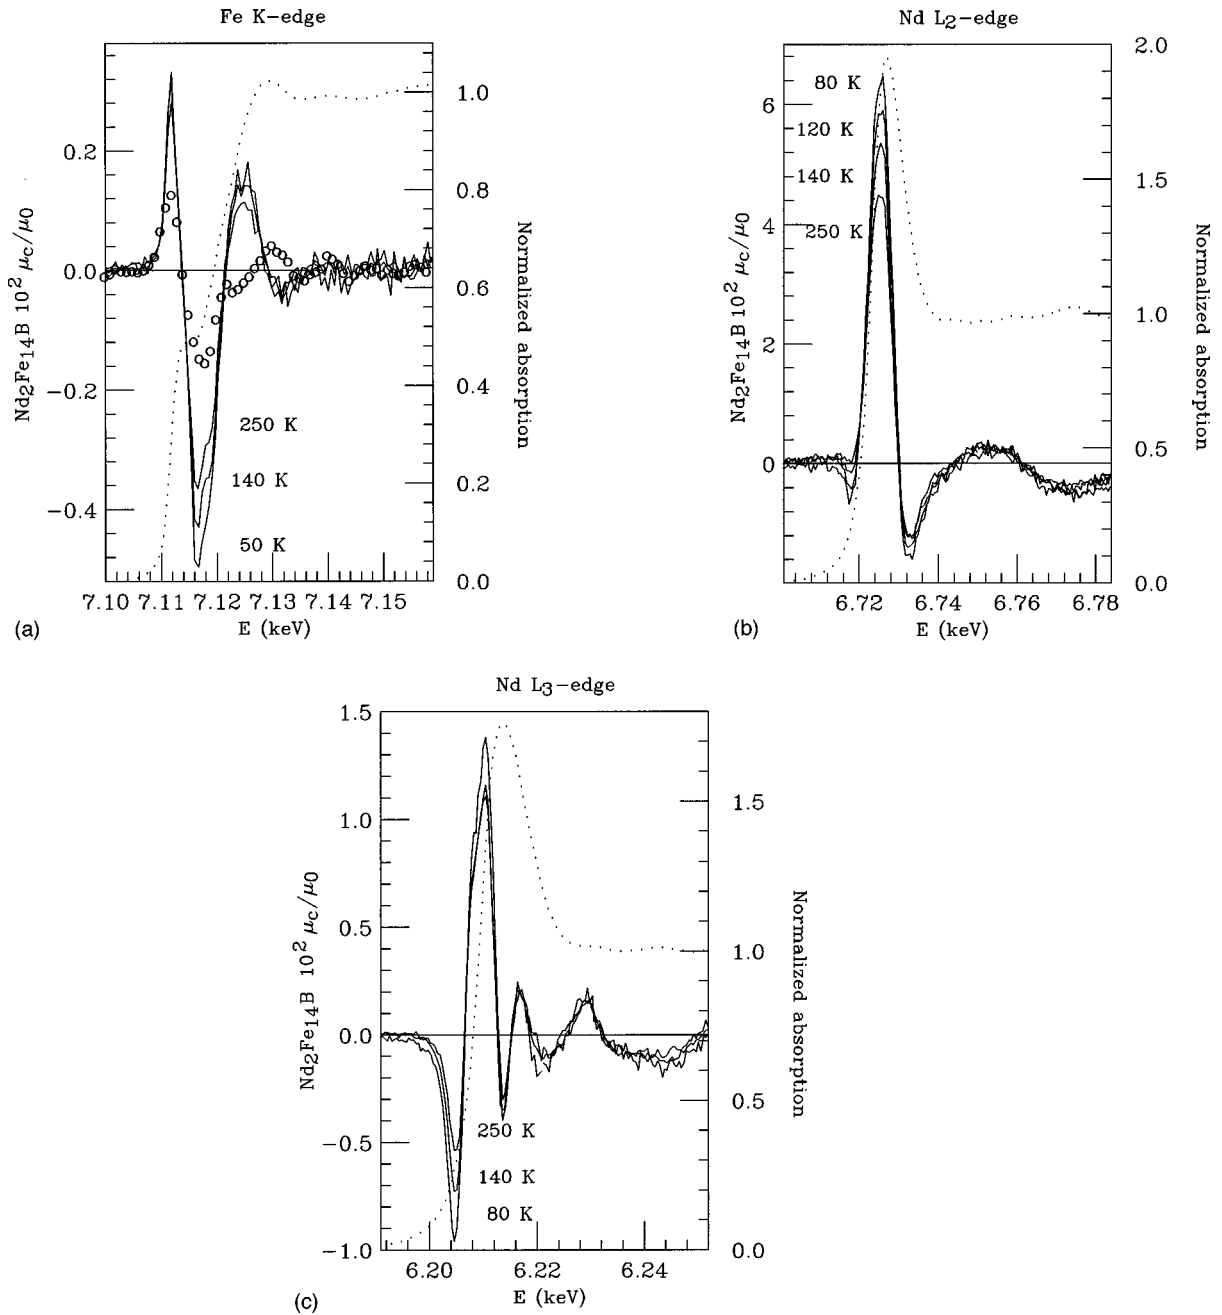 Fe K-edge
Nd L2-edge
0.2
0.0
-0.2
-0.4
Nd2Fe14B 10^2 μc/μ0
250 K
140 K
50 K
1.0
0.8
0.6
0.4
0.2
0.0
Normalized absorption
7.10 7.11 7.12 7.13 7.14 7.15
E (keV)
(a)
6
4
2
0
Nd2Fe14B 10^2 μc/μ0
80 K
120 K
140 K
250 K
2.0
1.5
1.0
0.5
0.0
Normalized absorption
6.72 6.74 6.76 6.78
E (keV)
(b)
Nd L3-edge
1.5
1.0
0.5
0.0
-0.5
-1.0
Nd2Fe14B 10^2 μc/μ0
250 K
140 K
80 K
1.5
1.0
0.5
0.0
Normalized absorption
6.20 6.22 6.24
E (keV)
(c)